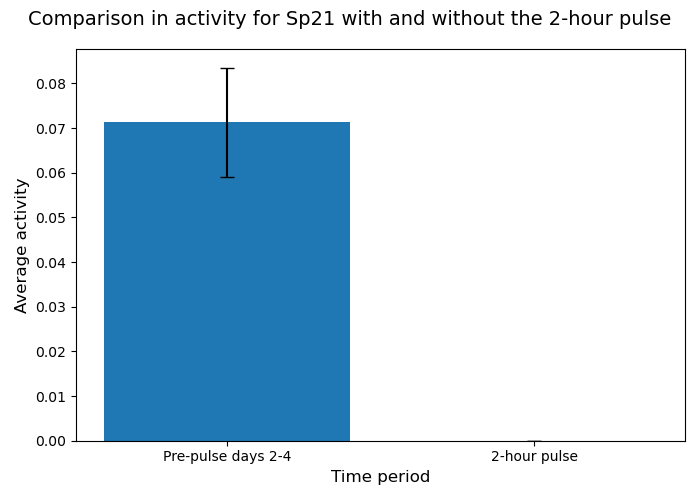 Comparison in activity for Sp21 with and without the 2-hour pulse
Average activity
0.08
0.07
0.06
0.05
0.04
0.03
0.02
0.01
0.00
Pre-pulse days 2-4
2-hour pulse
Time period